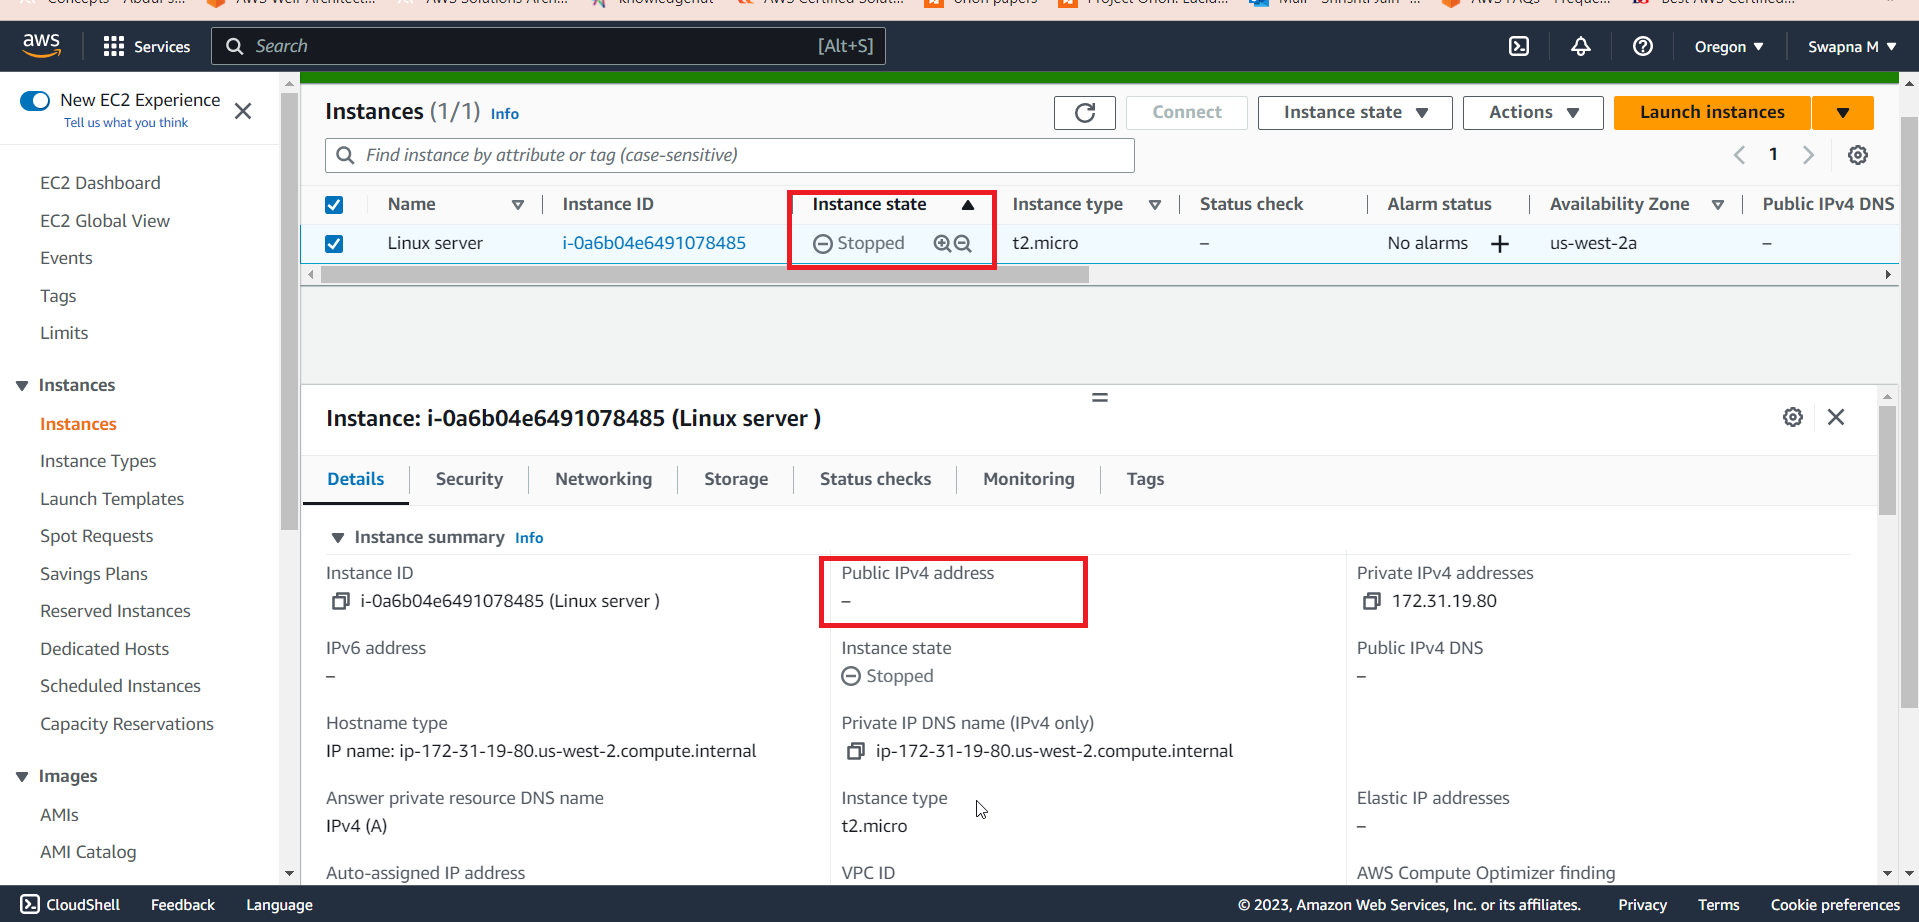 aws
Services
Search
[Alt+S]
Oregon ▼
Swapna M ▼
New EC2 Experience
Tell us what you think
EC2 Dashboard
EC2 Global View
Events
Tags
Limits
Instances
Instances
Instance Types
Launch Templates
Spot Requests
Savings Plans
Reserved Instances
Dedicated Hosts
Scheduled Instances
Capacity Reservations
Images
AMIs
AMI Catalog
Instances (1/1) Info
Connect
Instance state
Actions
Launch instances
Find instance by attribute or tag (case-sensitive)
1
Name Instance ID Instance state Instance type Status check Alarm status Availability Zone Public IPv4 DNS
Linux server i-0a6b04e6491078485 Stopped t2.micro – No alarms + us-west-2a –
Instance: i-0a6b04e6491078485 (Linux server )
Details Security Networking Storage Status checks Monitoring Tags
Instance summary Info
Instance ID
i-0a6b04e6491078485 (Linux server )
Public IPv4 address
–
Private IPv4 addresses
172.31.19.80
IPv6 address
–
Instance state
Stopped
Public IPv4 DNS
–
Hostname type
IP name: ip-172-31-19-80.us-west-2.compute.internal
Private IP DNS name (IPv4 only)
ip-172-31-19-80.us-west-2.compute.internal
Answer private resource DNS name
IPv4 (A)
Instance type
t2.micro
Elastic IP addresses
–
Auto-assigned IP address
VPC ID
AWS Compute Optimizer finding
CloudShell Feedback Language
© 2023, Amazon Web Services, Inc. or its affiliates. Privacy Terms Cookie preferences